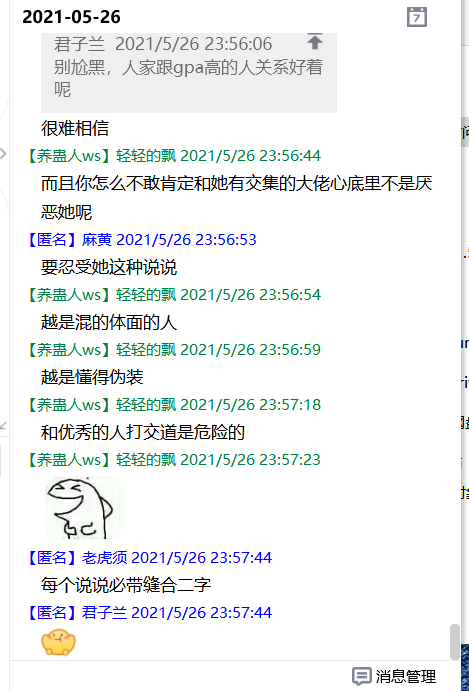 2021-05-26
7
君子兰 2021/5/26 23:56:06
别尬黑，人家跟gpa高的人关系好着
呢
很难相信
【养蛊人ws】轻轻的飘 2021/5/26 23:56:44
而且你怎么不敢肯定和她有交集的大佬心底里不是厌
恶她呢
【匿名】麻黄 2021/5/26 23:56:53
要忍受她这种说说
【养蛊人ws】轻轻的飘 2021/5/26 23:56:54
越是混的体面的人
【养蛊人ws】轻轻的飘 2021/5/26 23:56:59
越是懂得伪装
【养蛊人ws】轻轻的飘 2021/5/26 23:57:18
和优秀的人打交道是危险的
【养蛊人ws】轻轻的飘 2021/5/26 23:57:23
【匿名】老虎须 2021/5/26 23:57:44
每个说说必带缝合二字
【匿名】君子兰 2021/5/26 23:57:44
消息管理